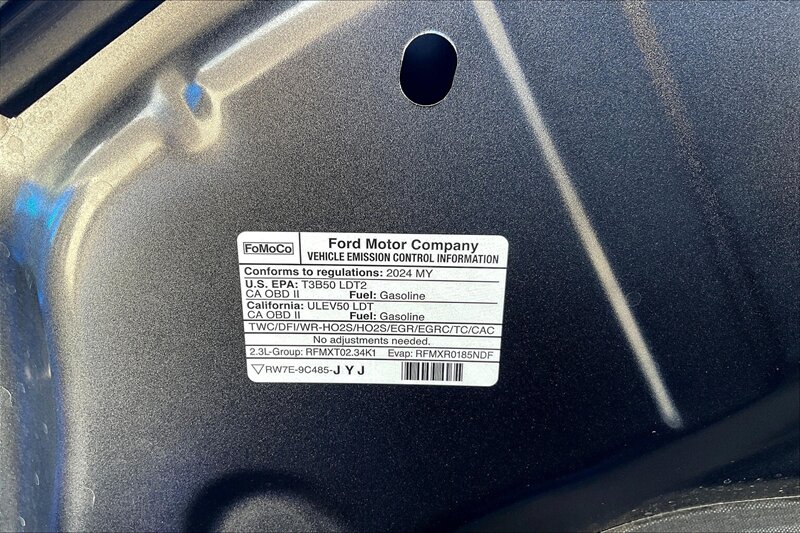 FoMoCo
Ford Motor Company
VEHICLE EMISSION CONTROL INFORMATION
Conforms to regulations: 2024 MY
U.S. EPA: T3B50 LDT2
CA OBD II Fuel: Gasoline
California: ULEV50 LDT
CA OBD II Fuel: Gasoline
TWC/DFI/WR-HO2S/HO2S/EGR/EGRC/TC/CAC
No adjustments needed.
2.3L-Group: RFMXT02.34K1 Evap: RFMXR0185NDF
RW7E-9C485-JYJ